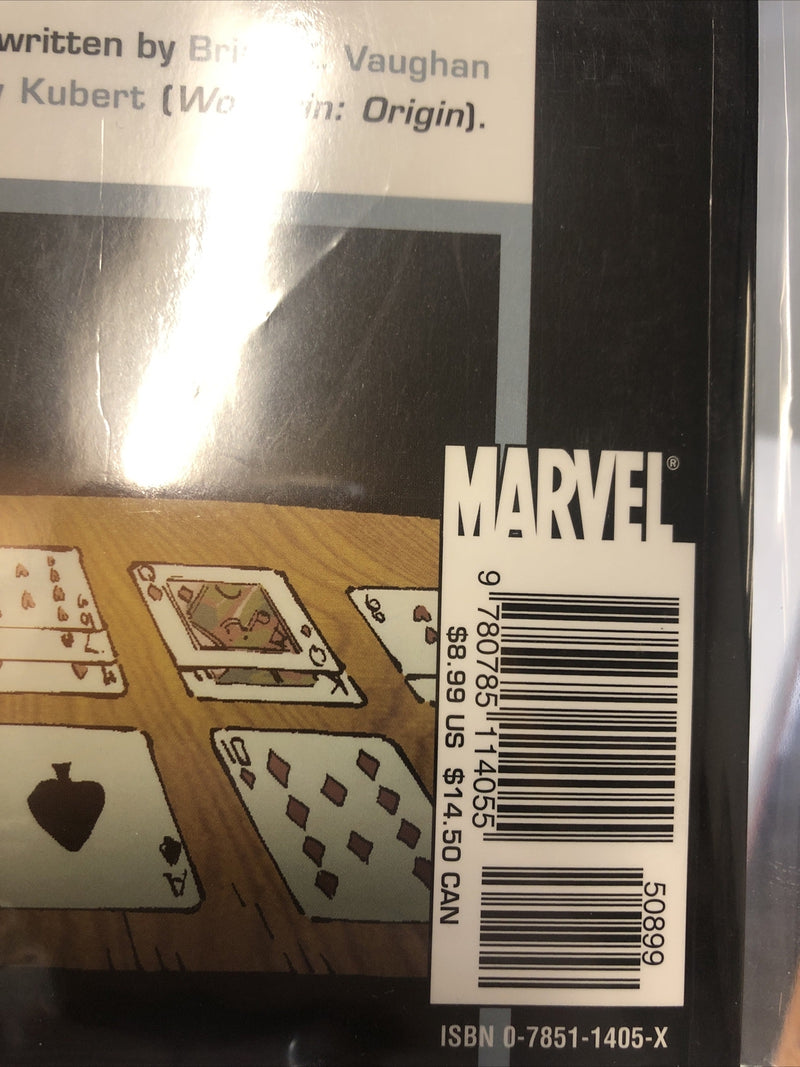 written by Vaughan
Kubert (
Origin).
MARVEL®
9 780785 114055
$8.99 US $14.50 CAN
50899
ISBN 0-7851-1405-X
10
A
Q